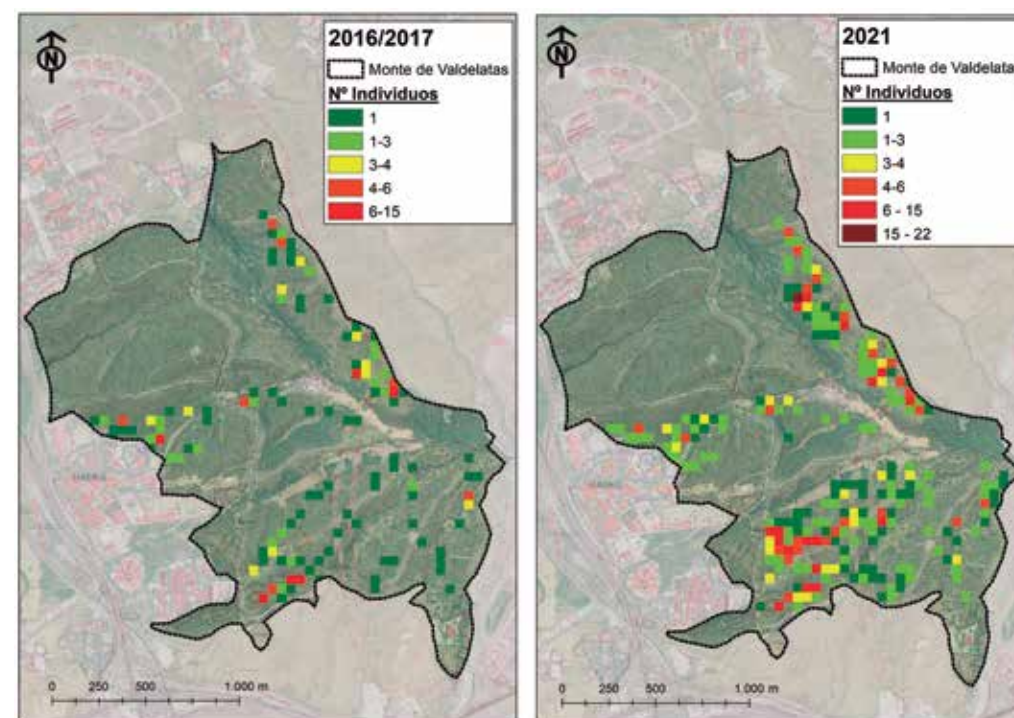 2016/2017
N
Monte de Valdelatas
Nº Individuos
1
1-3
3-4
4-6
6-15
0 250 500 1.000 m
2021
N
Monte de Valdelata
Nº Individuos
1
1-3
3-4
4-6
6 - 15
15 - 22
0 250 500 1.000 m